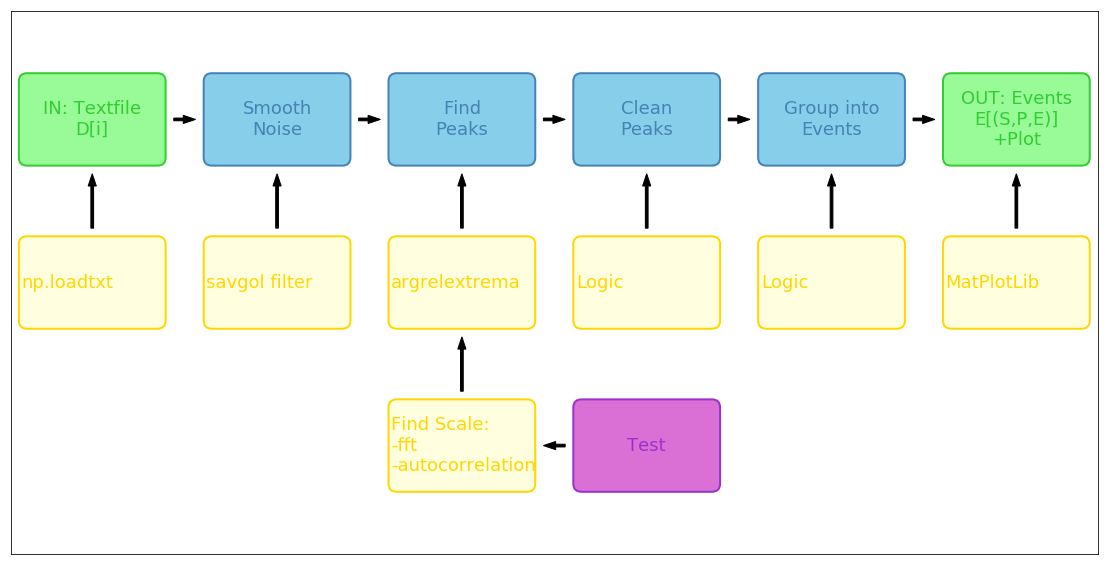 IN: Textfile
D[i]
Smooth
Noise
Find
Peaks
Clean
Peaks
Group into
Events
OUT: Events
E[(S,P,E)]
+Plot
np.loadtxt
savgol filter
argrelextrema
Logic
Logic
MatPlotLib
Find Scale:
-fft
-autocorrelation
Test